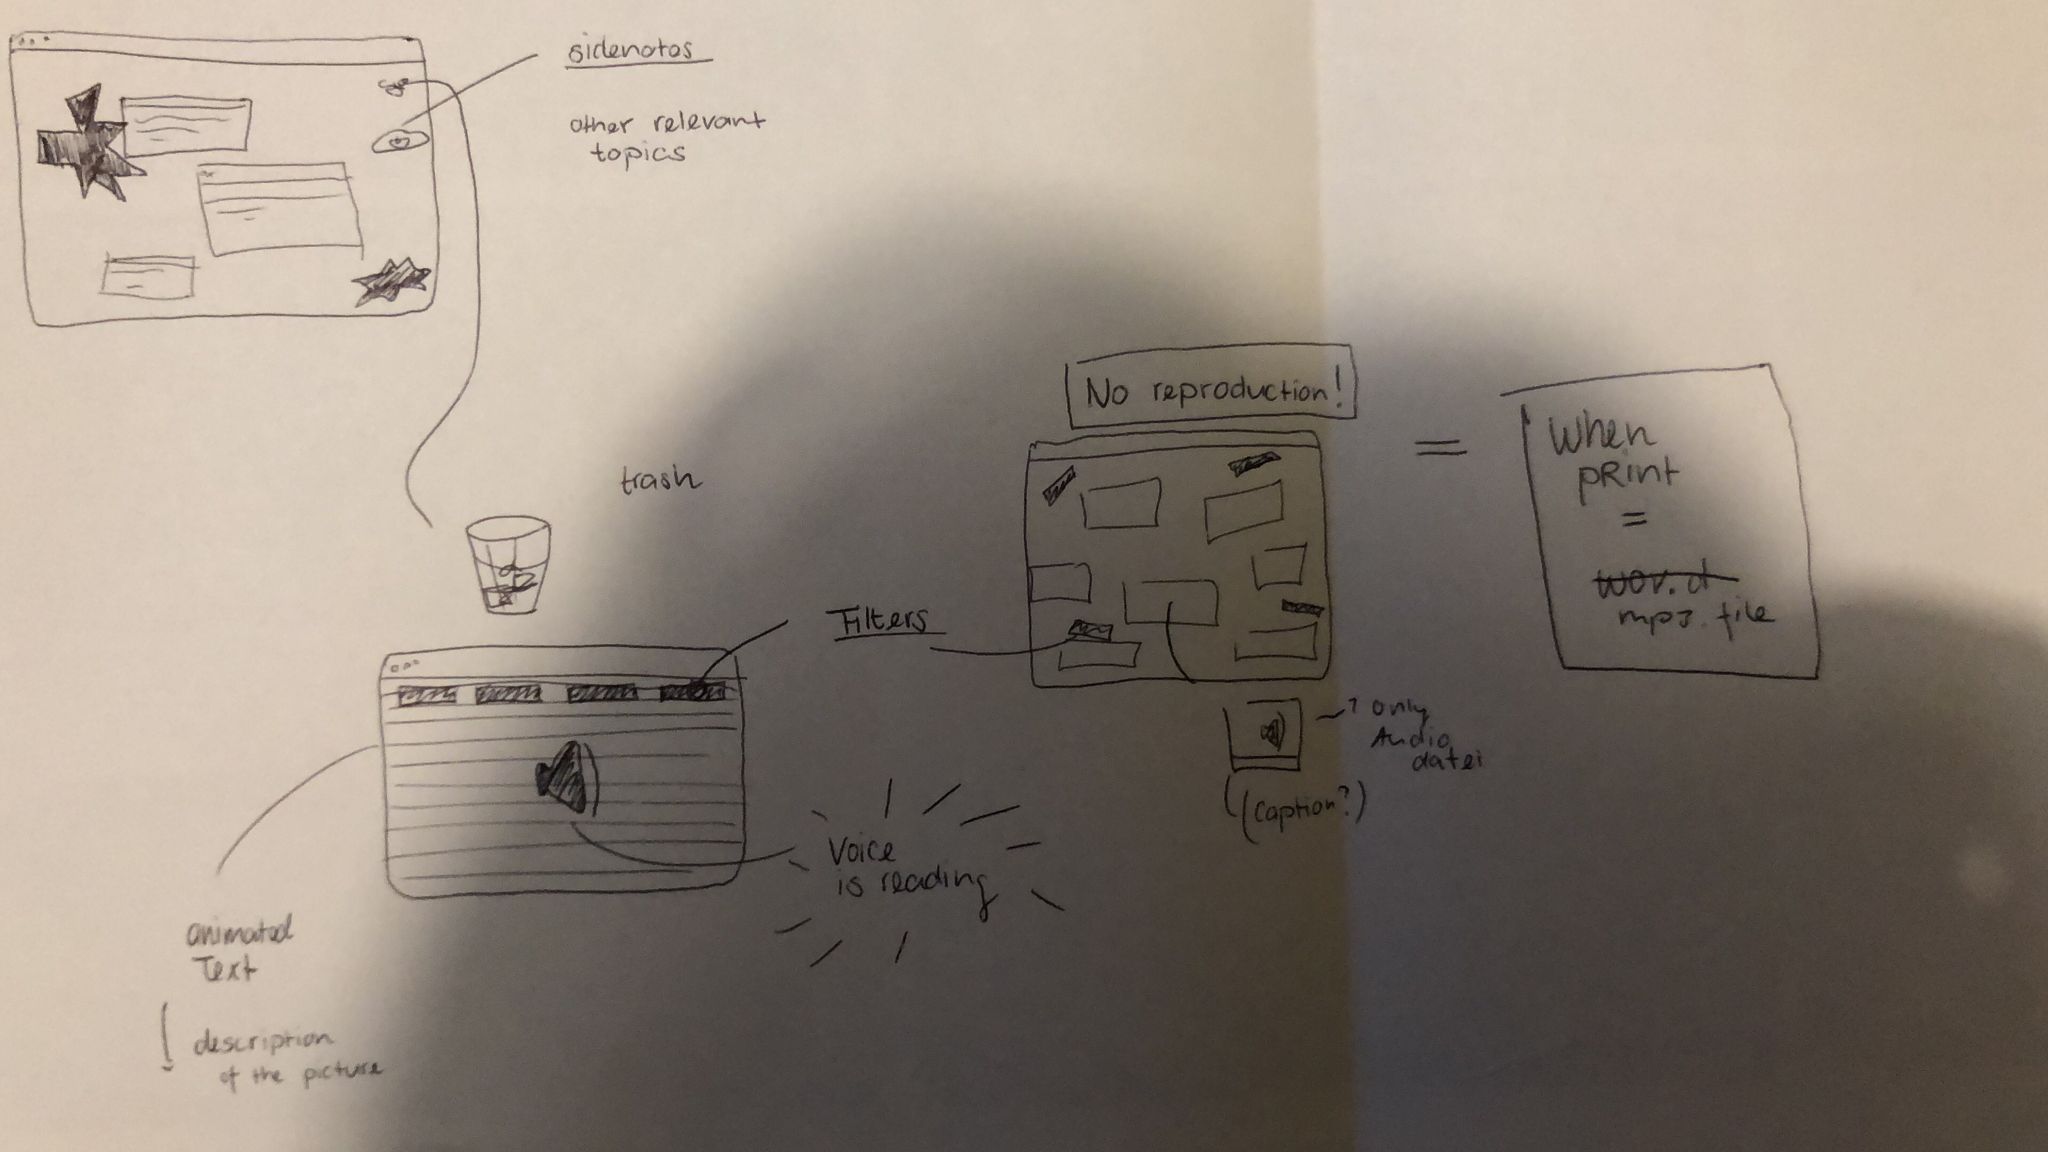 sidenotes
other relevant
topics
trash
No reproduction!
=
When
pRint
=
wor.d
mp3. file
Filters
? only
Audio
datei
(caption?)
Voice
is reading
animated
Text
description
of the picture